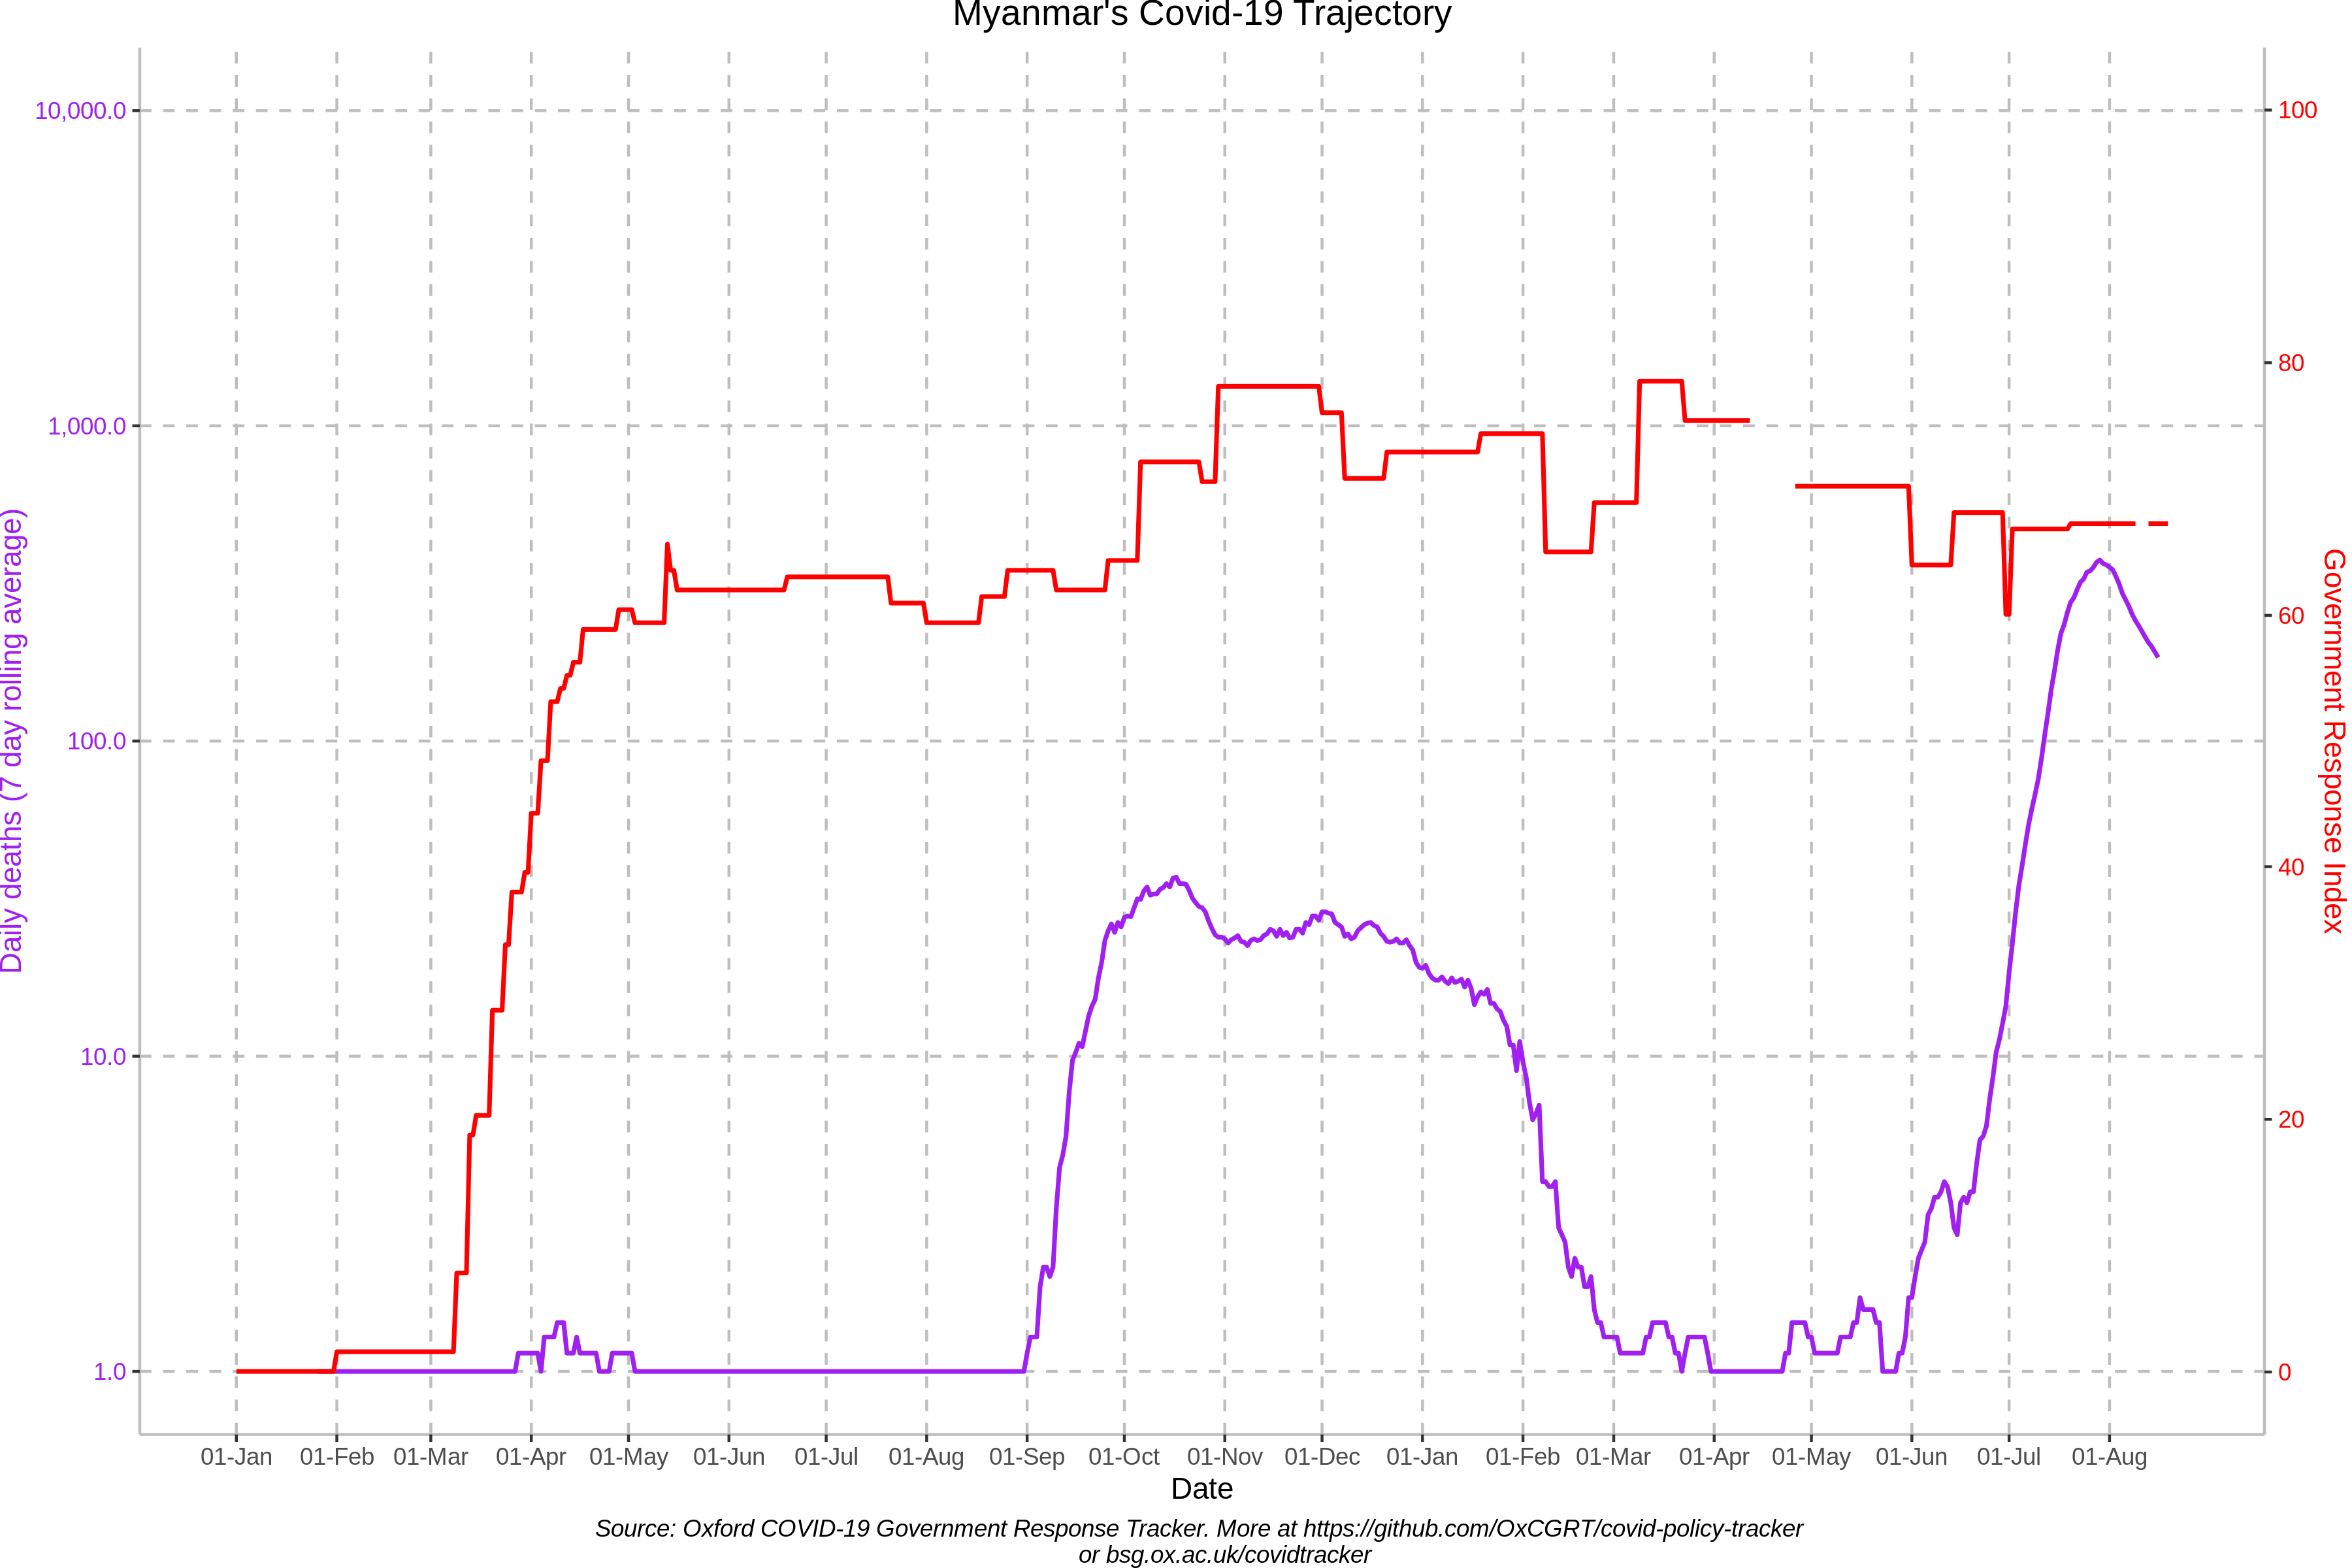 Myanmar's Covid-19 Trajectory
10,000.0
1,000.0
100.0
10.0
1.0
Daily deaths (7 day rolling average)
100
80
60
40
20
0
Government Response Index
01-Jan 01-Feb 01-Mar 01-Apr 01-May 01-Jun 01-Jul 01-Aug 01-Sep 01-Oct 01-Nov 01-Dec 01-Jan 01-Feb 01-Mar 01-Apr 01-May 01-Jun 01-Jul 01-Aug
Date
Source: Oxford COVID-19 Government Response Tracker. More at https://github.com/OxCGRT/covid-policy-tracker
or bsg.ox.ac.uk/covidtracker